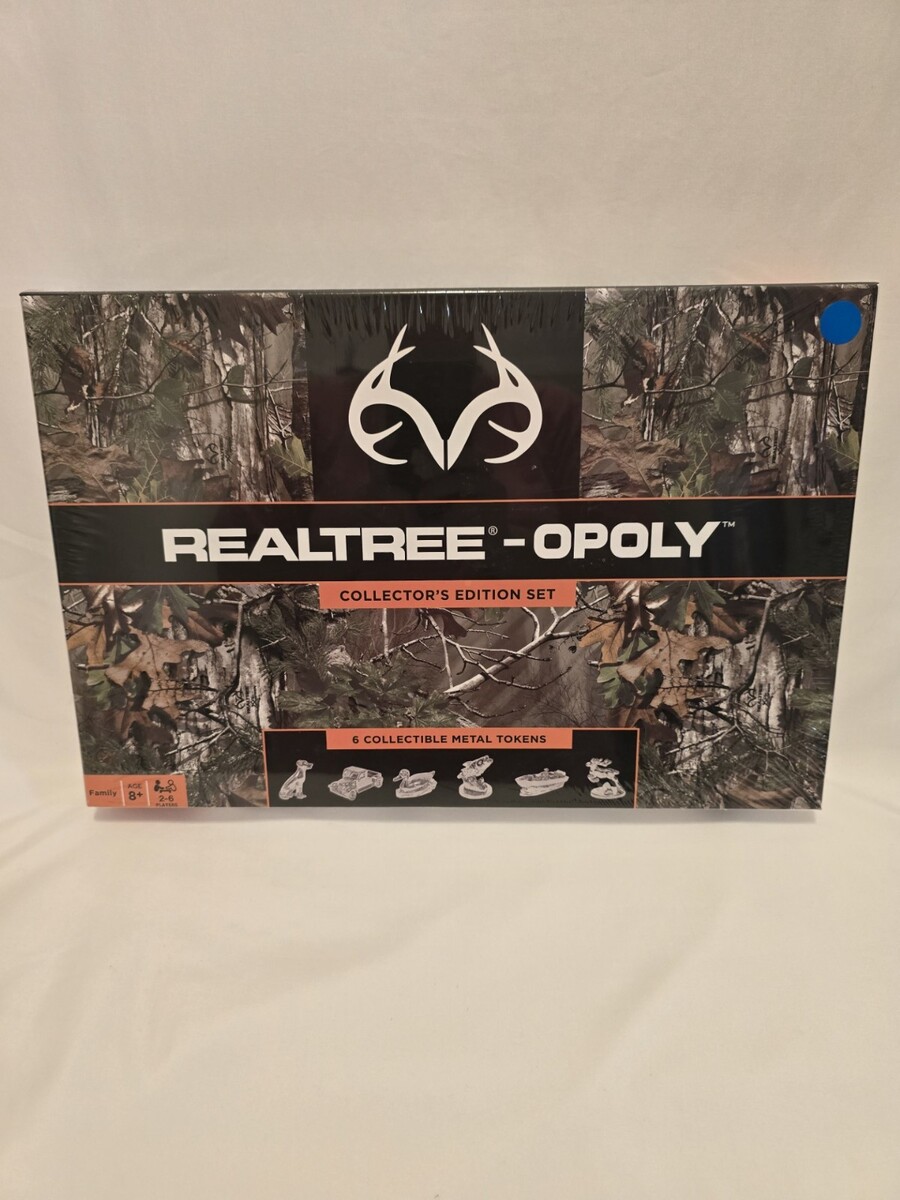 REALTREE® - OPOLY™
COLLECTOR'S EDITION SET
6 COLLECTIBLE METAL TOKENS
Family
AGE
8+
2-6
PLAYERS